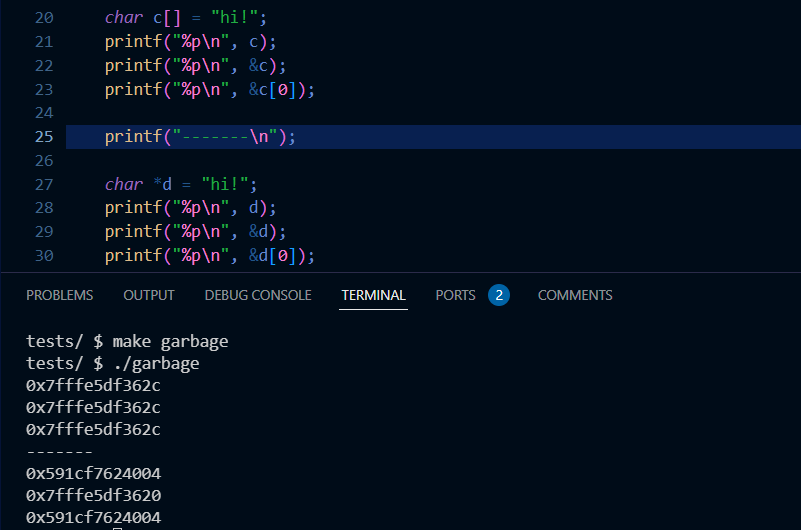 20 char c[] = "hi!";
21 printf("%p\n", c);
22 printf("%p\n", &c);
23 printf("%p\n", &c[0]);
24
25 printf("-------\n");
26
27 char *d = "hi!";
28 printf("%p\n", d);
29 printf("%p\n", &d);
30 printf("%p\n", &d[0]);
PROBLEMS OUTPUT DEBUG CONSOLE TERMINAL PORTS 2 COMMENTS
tests/ $ make garbage
tests/ $ ./garbage
0x7fffe5df362c
0x7fffe5df362c
0x7fffe5df362c
-------
0x591cf7624004
0x7fffe5df3620
0x591cf7624004